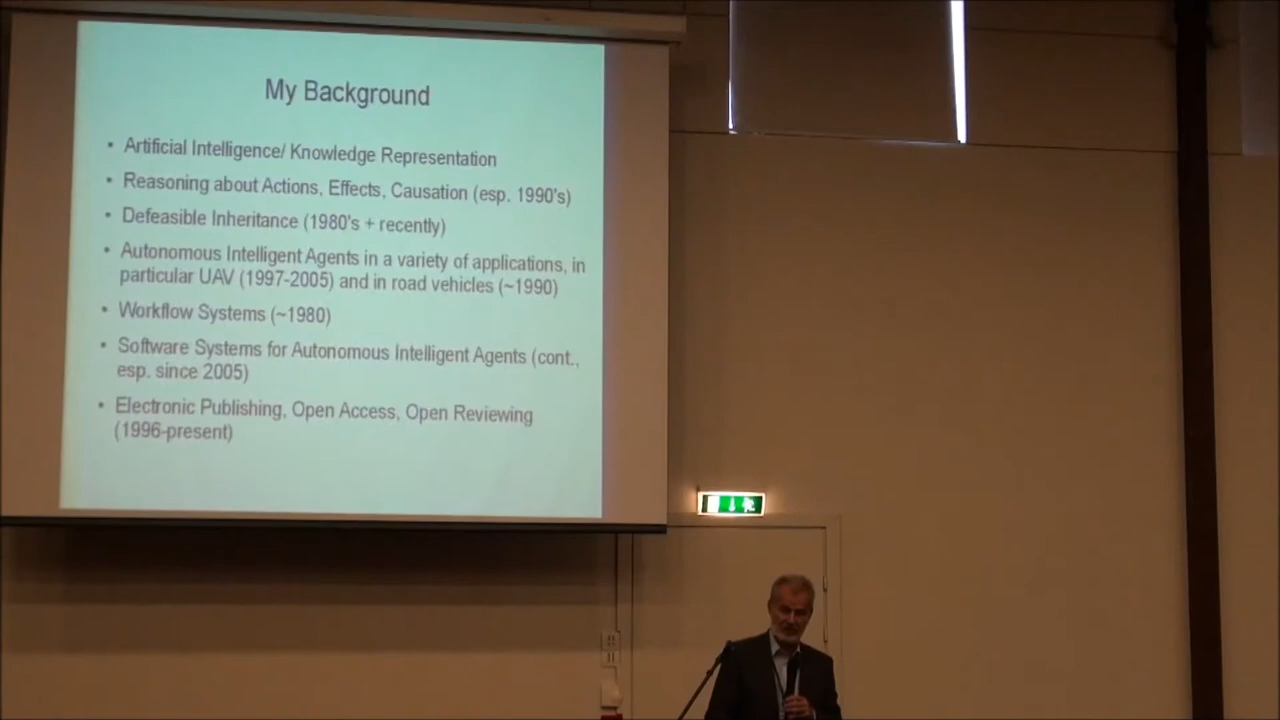 My Background
• Artificial Intelligence/ Knowledge Representation
• Reasoning about Actions, Effects, Causation (esp. 1990's)
• Defeasible Inheritance (1980's + recently)
• Autonomous Intelligent Agents in a variety of applications, in
particular UAV (1997-2005) and in road vehicles (~1990)
• Workflow Systems (~1980)
• Software Systems for Autonomous Intelligent Agents (cont.,
esp. since 2005)
• Electronic Publishing, Open Access, Open Reviewing
(1996-present)